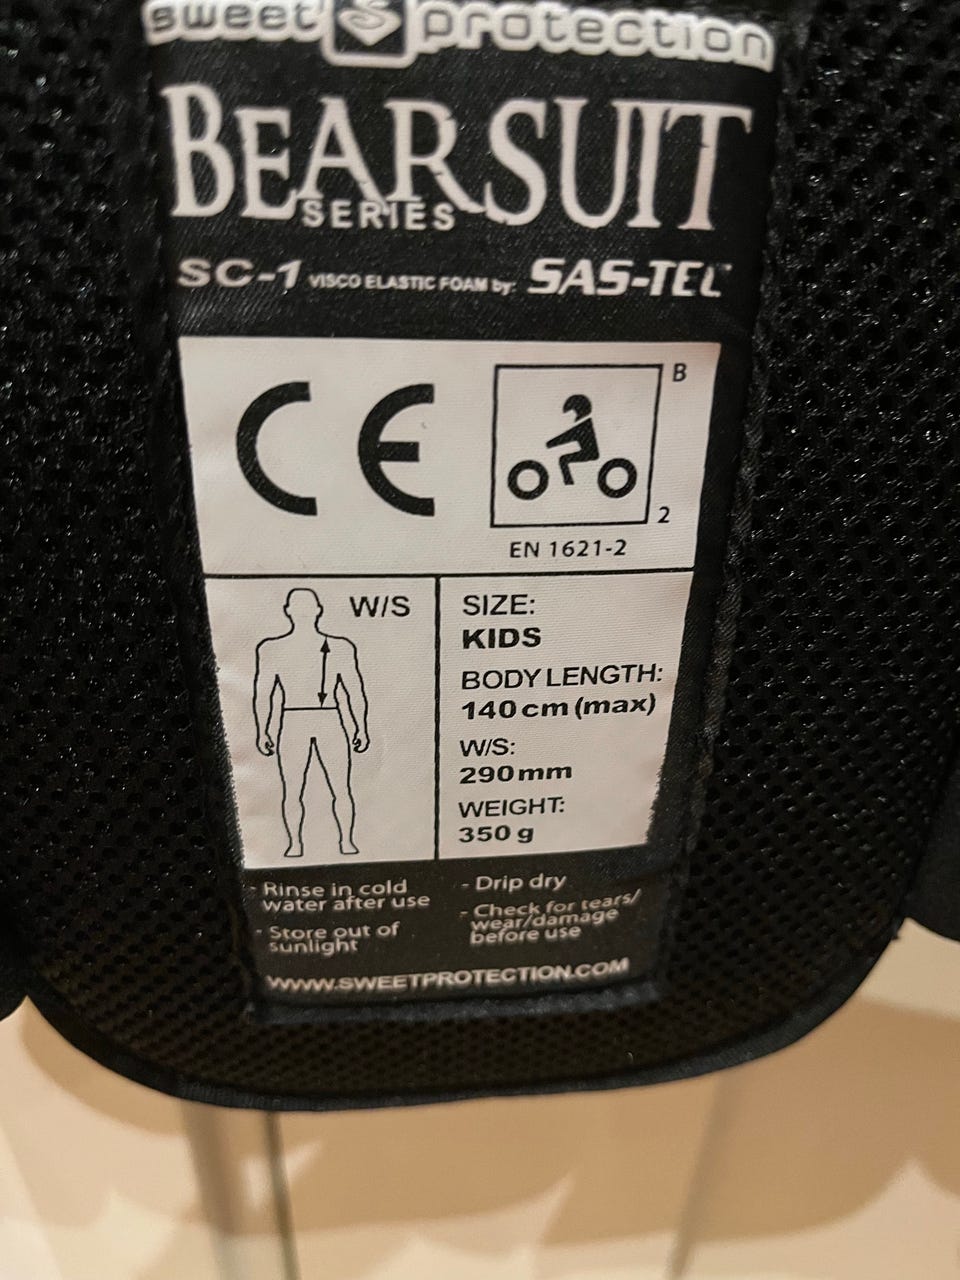 sweet protection
BEARSUIT
SERIES
SC-1 VISCO ELASTIC FOAM by: SAS-TEC
CE
B
2
EN 1621-2
W/S
SIZE:
KIDS
BODY LENGTH:
140 cm (max)
W/S:
290mm
WEIGHT:
350 g
- Rinse in cold
water after use
- Store out of
sunlight
- Drip dry
- Check for tears/
wear/damage
before use
WWW.SWEETPROTECTION.COM